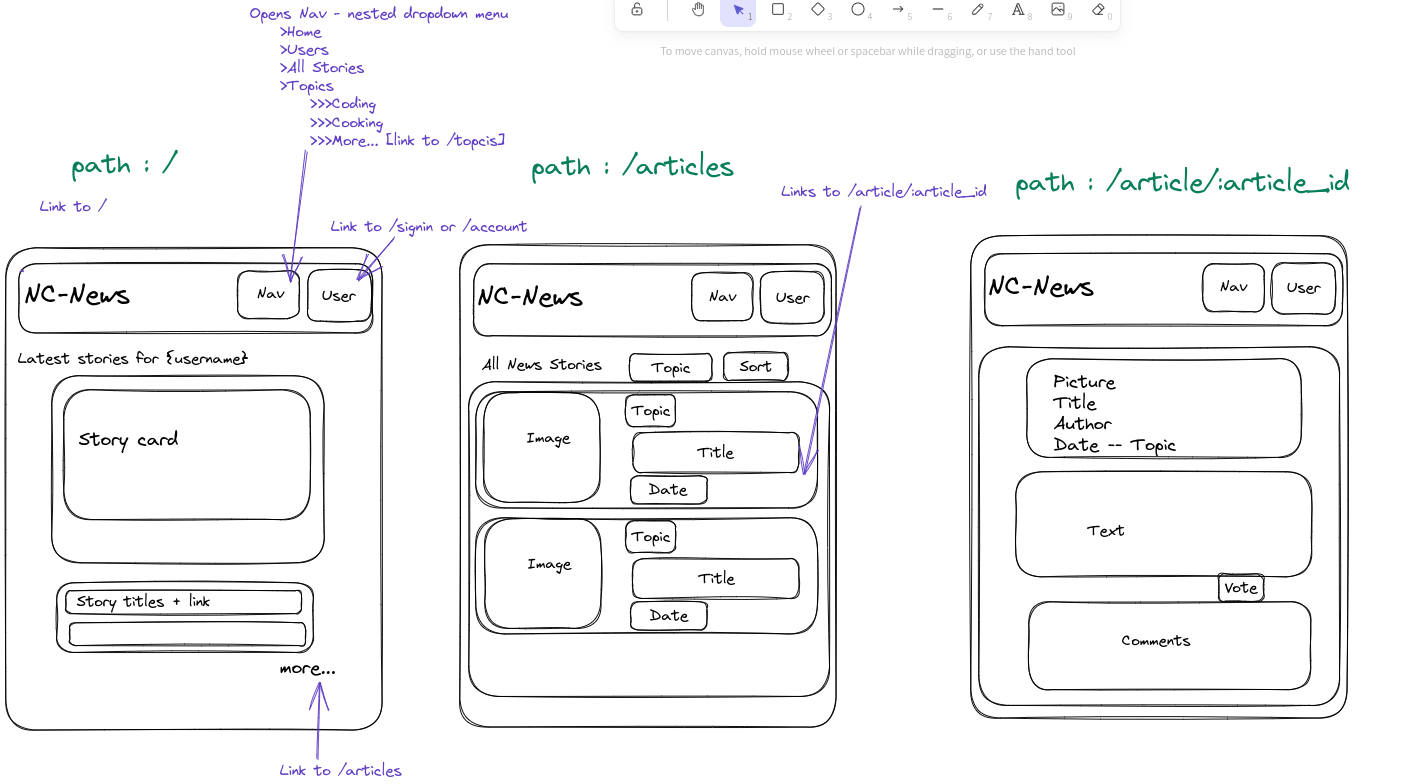 Opens Nav - nested dropdown menu
>Home
>Users
>All Stories
>Topics
>>>Coding
>>>Cooking
>>>More... [link to /topcis]
1
2
3
4
5
6
7
8
9
0
To move canvas, hold mouse wheel or spacebar while dragging, or use the hand tool
path : /
Link to /
Link to /signin or /account
NC-News
Nav
User
Latest stories for {username}
Story card
Story titles + link
more...
Link to /articles
path : /articles
Links to /article/:article_id
NC-News
Nav
User
All News Stories
Topic
Sort
Image
Topic
Title
Date
Image
Topic
Title
Date
path : /article/:article_id
NC-News
Nav
User
Picture
Title
Author
Date -- Topic
Text
Vote
Comments